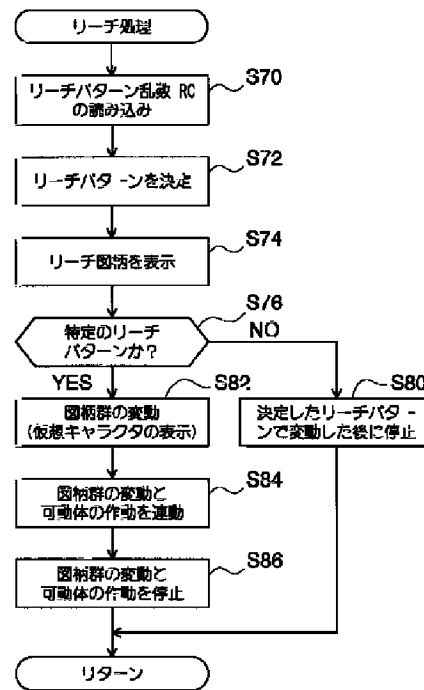 リーチ処理
S70
リーチパターン乱数 RC
の読み込み
S72
リーチパターンを決定
S74
リーチ図柄を表示
S76
特定のリーチ
パターンか?
NO
YES
S82
S80
図柄群の変動
(仮想キャラクタの表示)
決定したリーチパター
ンで変動した後に停止
S84
図柄群の変動と
可動体の作動を連動
S86
図柄群の変動と
可動体の作動を停止
リターン